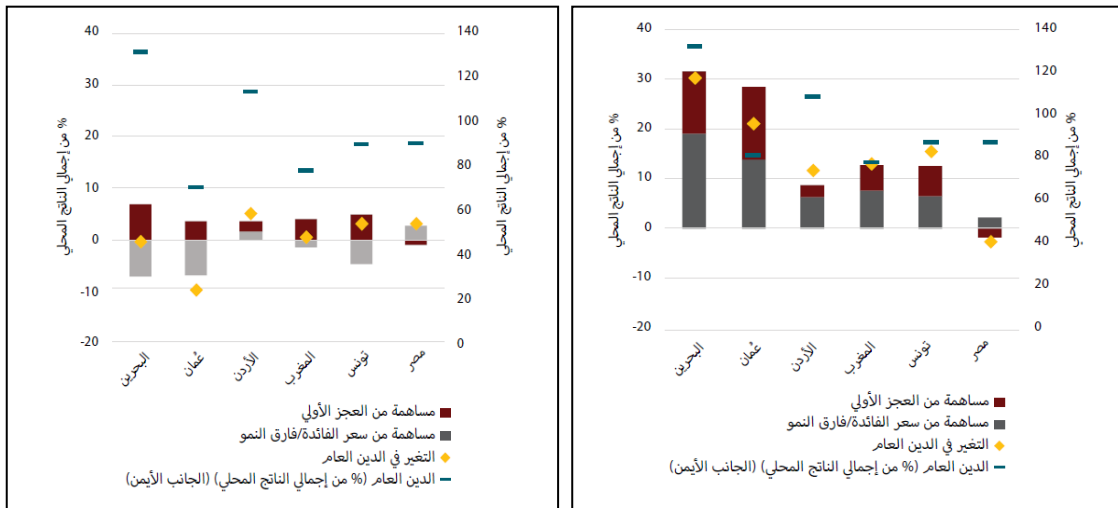 40
30
20
10
0
-10
-20
% من إجمالي الناتج المحلي
140
120
100
80
60
40
20
0
% من إجمالي الناتج المحلي
البحرين
عُمان
الأردن
المغرب
تونس
مصر
مساهمة من العجز الأولي
مساهمة من سعر الفائدة/فارق النمو
التغير في الدين العام
الدين العام (% من إجمالي الناتج المحلي) (الجانب الأيمن)
40
30
20
10
0
-10
-20
% من إجمالي الناتج المحلي
140
120
100
80
60
40
20
0
% من إجمالي الناتج المحلي
البحرين
عُمان
الأردن
المغرب
تونس
مصر
مساهمة من العجز الأولي
مساهمة من سعر الفائدة/فارق النمو
التغير في الدين العام
الدين العام (% من إجمالي الناتج المحلي) (الجانب الأيمن)